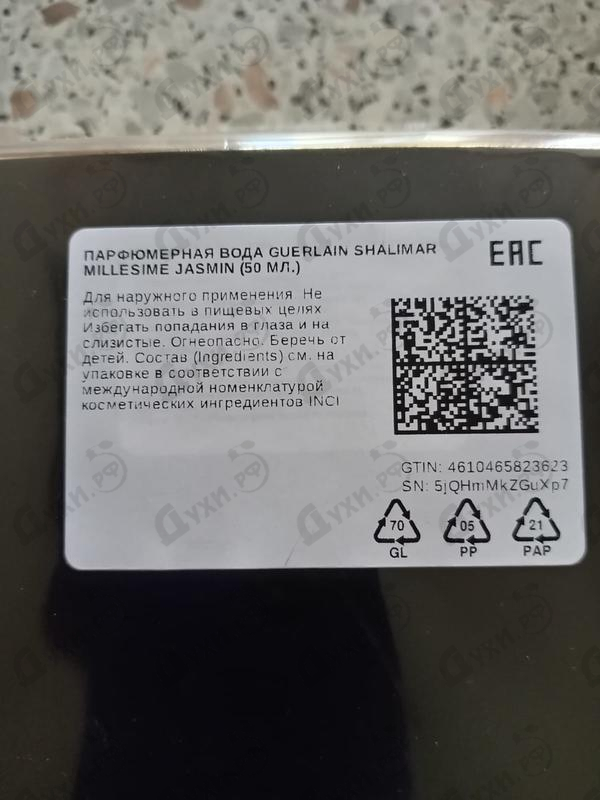 ПАРФЮМЕРНАЯ ВОДА GUERLAIN SHALIMAR
MILLESIME JASMIN (50 МЛ.)
EAC
Для наружного применения. Не
использовать в пищевых целях
Избегать попадания в глаза и на
слизистые. Огнеопасно. Беречь от
детей. Состав (Ingredients) см. на
упаковке в соответствии с
международной номенклатурой
косметических ингредиентов INCI
GTIN: 4610465823623
SN: 5jQHmMkZGuXp7
70
GL
05
PP
21
PAP
Духи.РФ